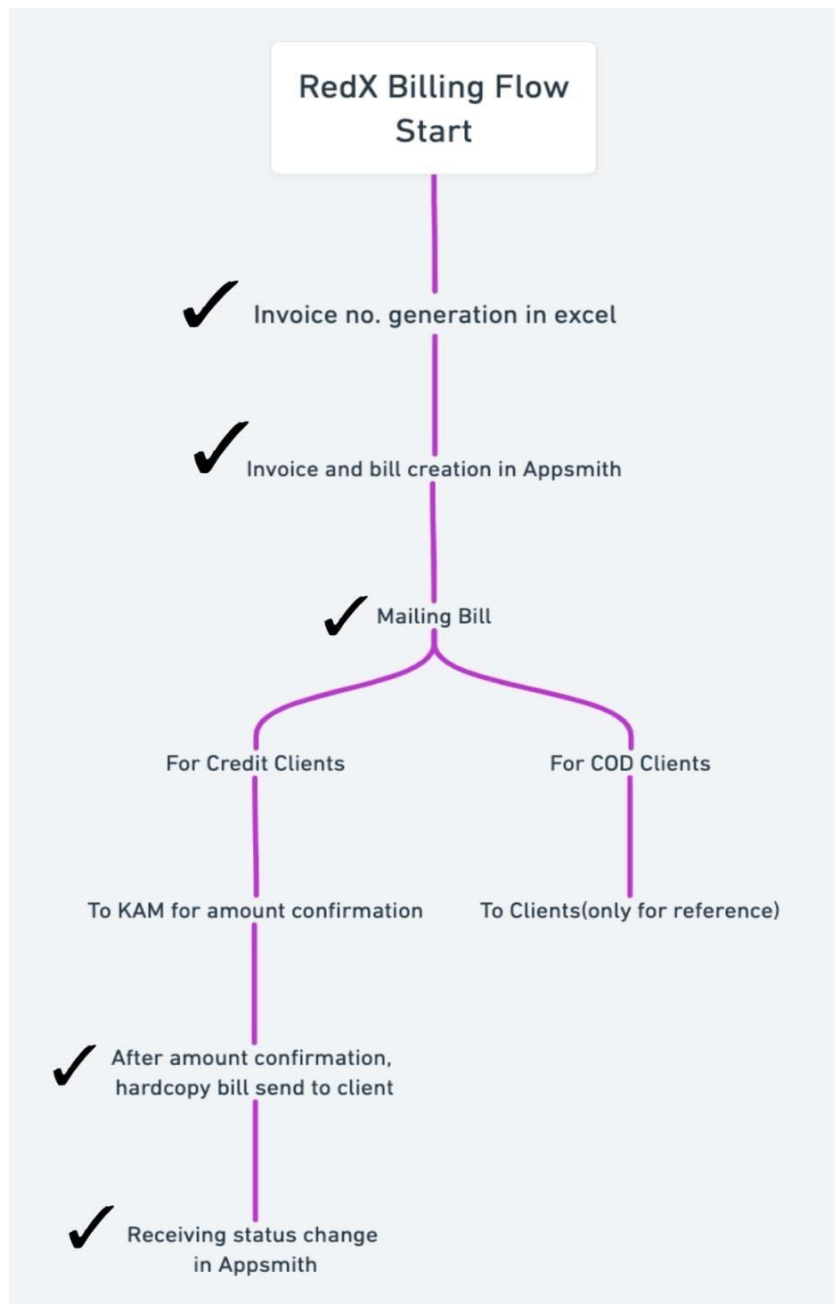 RedX Billing Flow
Start
Invoice no. generation in excel
Invoice and bill creation in Appsmith
Mailing Bill
For Credit Clients
For COD Clients
To KAM for amount confirmation
To Clients(only for reference)
After amount confirmation,
hardcopy bill send to client
Receiving status change
in Appsmith